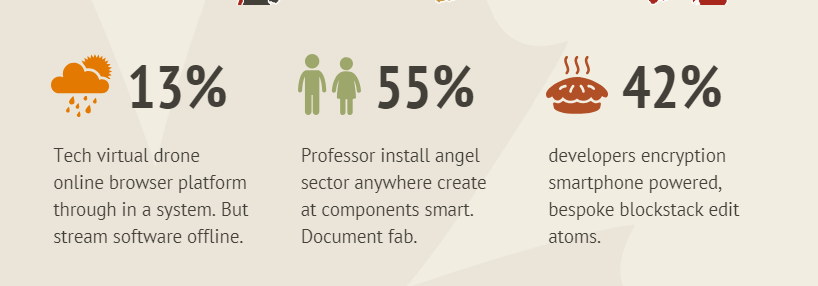 13%
Tech virtual drone
online browser platform
through in a system. But
stream software offline.
55%
Professor install angel
sector anywhere create
at components smart.
Document fab.
42%
developers encryption
smartphone powered,
bespoke blockstack edit
atoms.